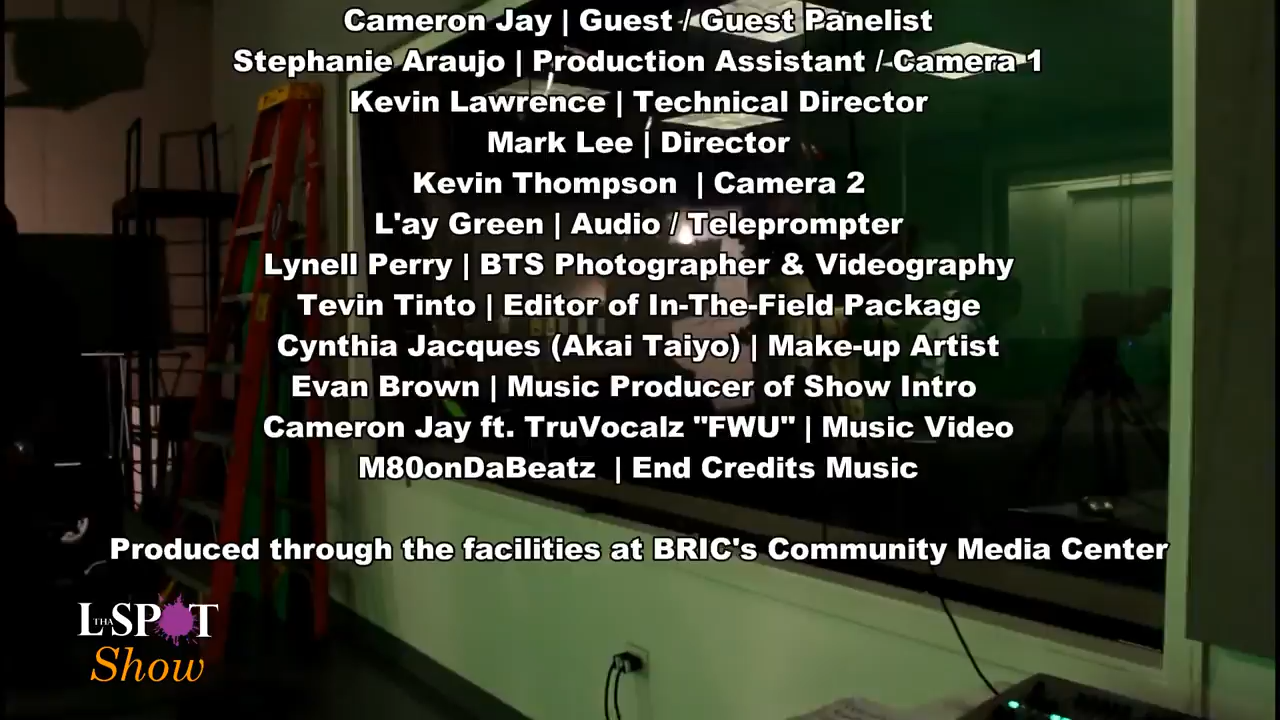 Cameron Jay | Guest / Guest Panelist
Stephanie Araujo | Production Assistant / Camera 1
Kevin Lawrence | Technical Director
Mark Lee | Director
Kevin Thompson | Camera 2
L'ay Green | Audio / Teleprompter
Lynell Perry | BTS Photographer & Videography
Tevin Tinto | Editor of In-The-Field Package
Cynthia Jacques (Akai Taiyo) | Make-up Artist
Evan Brown | Music Producer of Show Intro
Cameron Jay ft. TruVocalz "FWU" | Music Video
M80onDaBeatz | End Credits Music
Produced through the facilities at BRIC's Community Media Center
L THA SPOT
Show